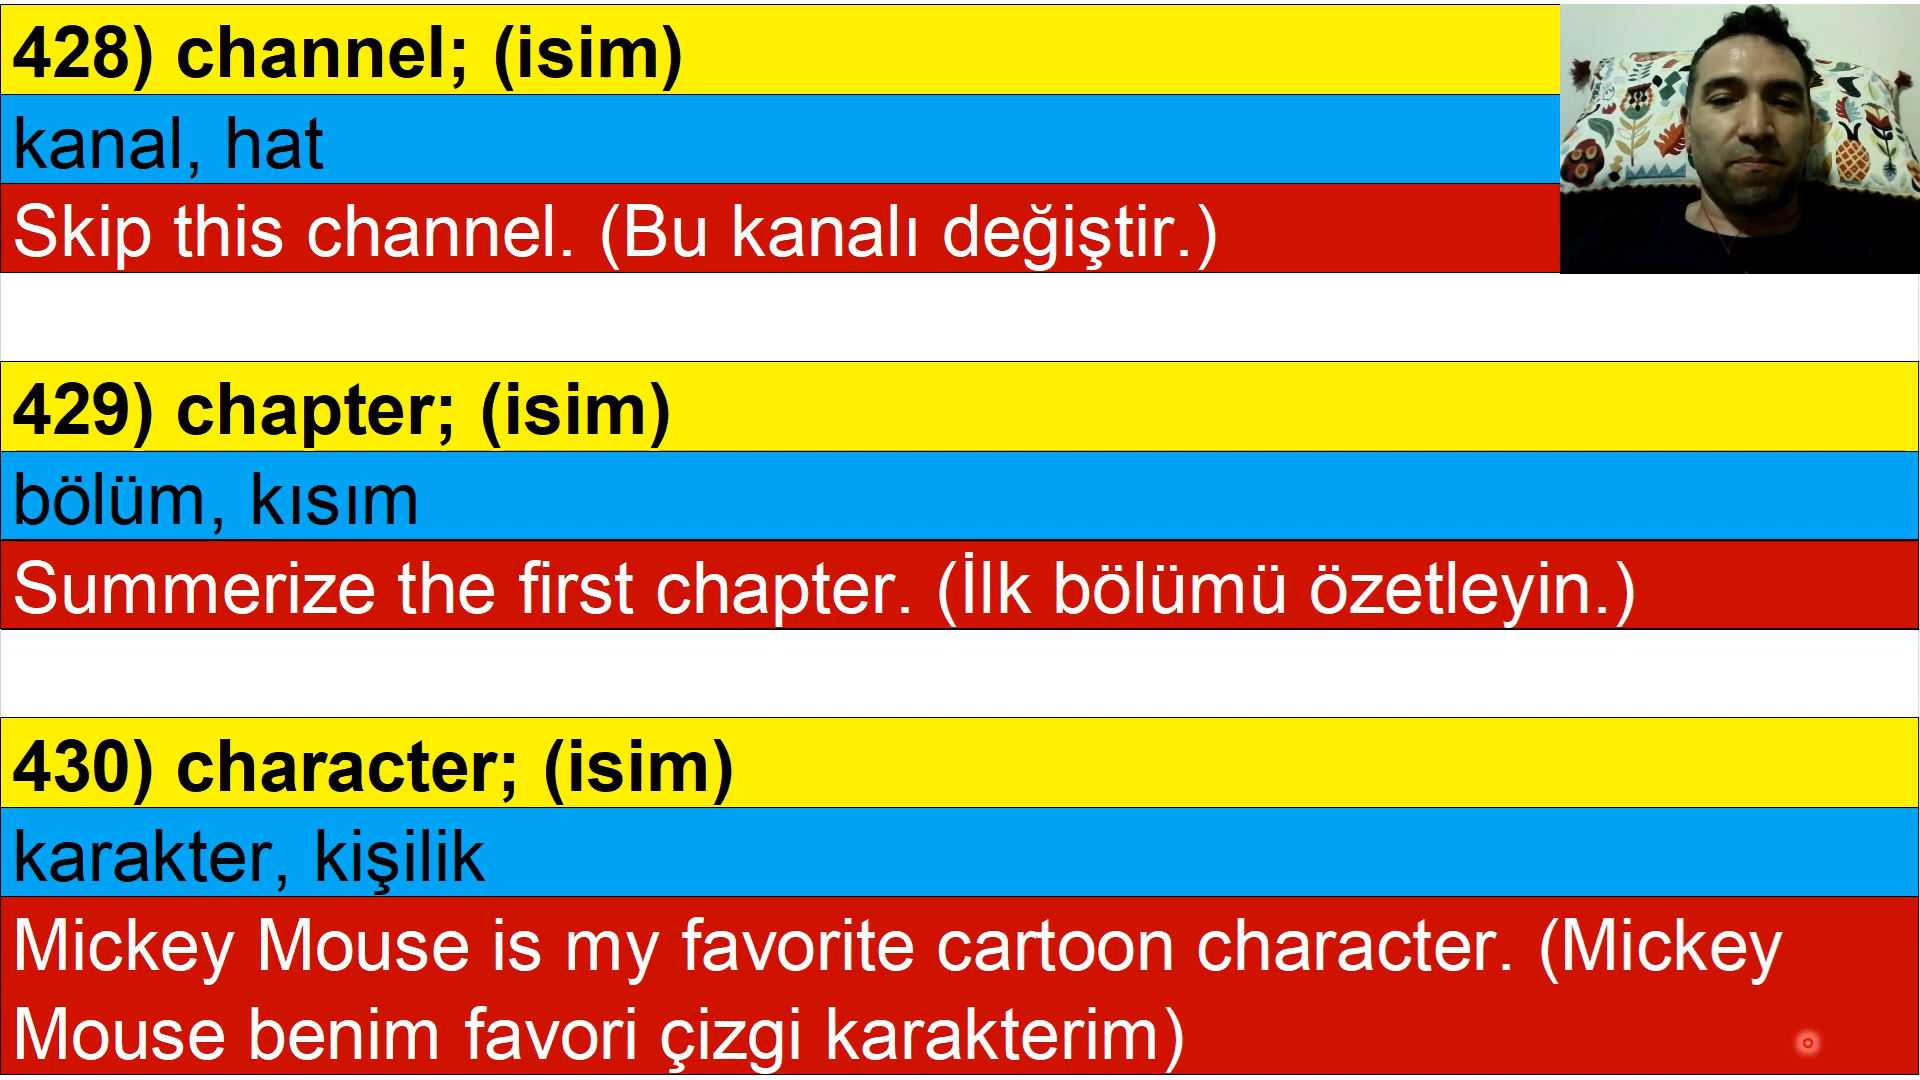 428) channel; (isim)
kanal, hat
Skip this channel. (Bu kanalı değiştir.)
429) chapter; (isim)
bölüm, kısım
Summerize the first chapter. (İlk bölümü özetleyin.)
430) character; (isim)
karakter, kişilik
Mickey Mouse is my favorite cartoon character. (Mickey
Mouse benim favori çizgi karakterim)